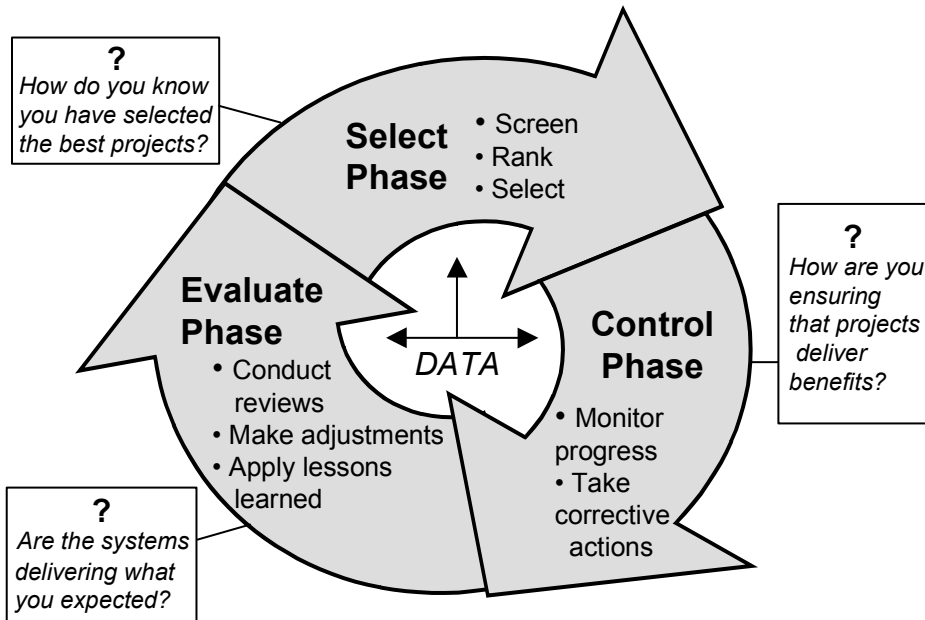 ?
How do you know
you have selected
the best projects?
Select
Phase
• Screen
• Rank
• Select
?
How are you
ensuring
that projects
deliver
benefits?
Control
Phase
• Monitor
progress
• Take
corrective
actions
Evaluate
Phase
• Conduct
reviews
• Make adjustments
• Apply lessons
learned
DATA
?
Are the systems
delivering what
you expected?